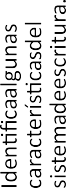 Identificaalgunas
característicasdel
sistemadeescritura.